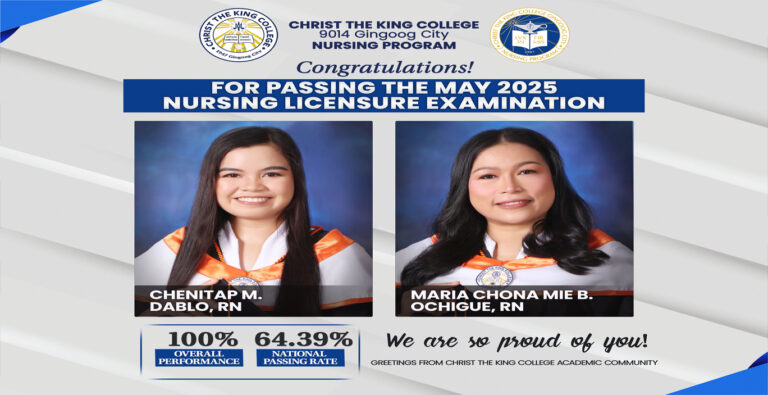 CHRIST THE KING COLLEGE
9014 Gingoog City
NURSING PROGRAM
Congratulations!
FOR PASSING THE MAY 2025
NURSING LICENSURE EXAMINATION
CHENITAP M.
DABLO, RN
MARIA CHONA MIE B.
OCHIGUE, RN
100%
OVERALL
PERFORMANCE
64.39%
NATIONAL
PASSING RATE
We are so proud of you!
GREETINGS FROM CHRIST THE KING COLLEGE ACADEMIC COMMUNITY